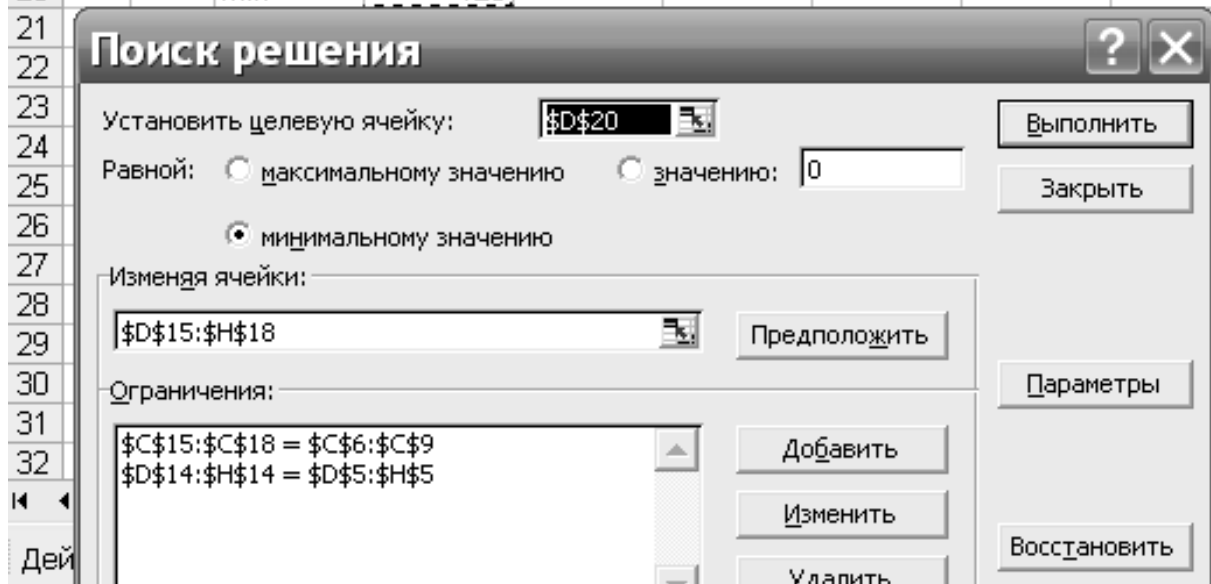 21
Поиск решения
22
23
Установить целевую ячейку: $D$20
Выполнить
24
Равной: максимальному значению значению: 0
25
Закрыть
26
минимальному значению
27
Изменяя ячейки:
28
$D$15:$H$18
Предположить
29
30
Ограничения:
Параметры
31
$C$15:$C$18 = $C$6:$C$9
Добавить
32
$D$14:$H$14 = $D$5:$H$5
Изменить
Восстановить
Дей
Удалить